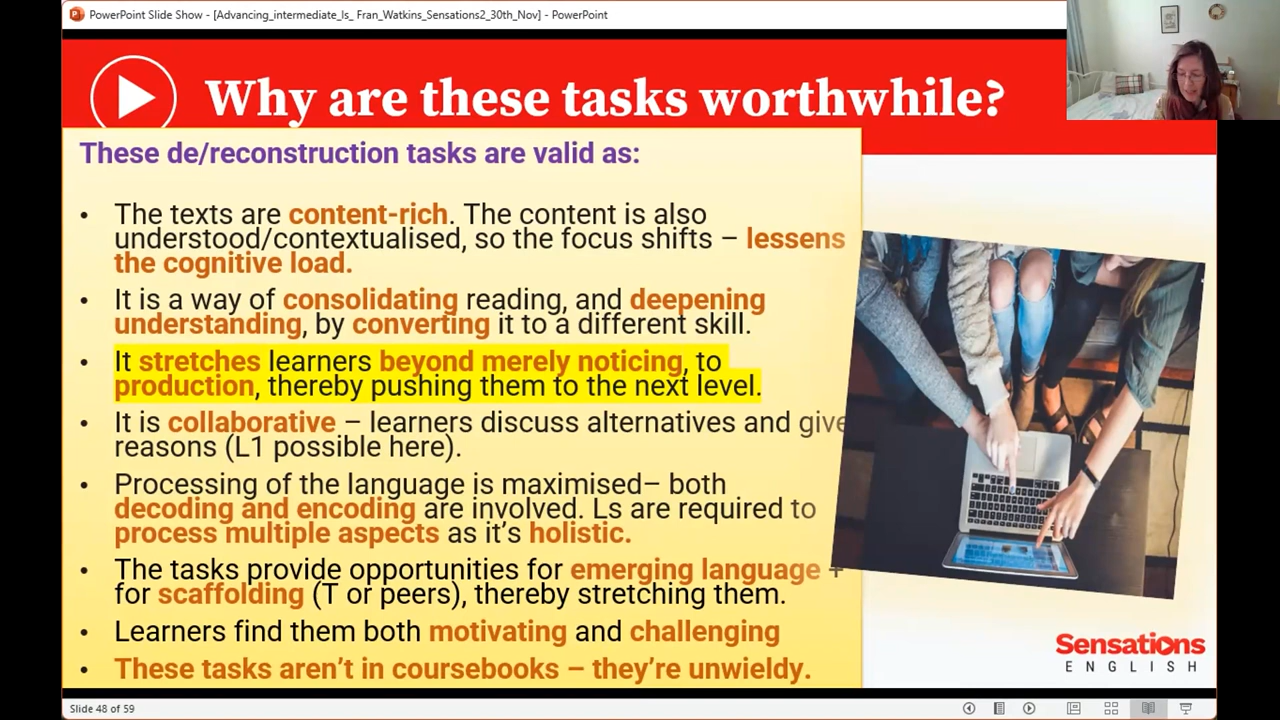 PowerPoint Slide Show - [Advancing_intermediate_ls_ Fran_Watkins_Sensations2_30th_Nov] - PowerPoint
Why are these tasks worthwhile?
These de/reconstruction tasks are valid as:
• The texts are content-rich. The content is also
understood/contextualised, so the focus shifts – lessens
the cognitive load.
• It is a way of consolidating reading, and deepening
understanding, by converting it to a different skill.
• It stretches learners beyond merely noticing, to
production, thereby pushing them to the next level.
• It is collaborative – learners discuss alternatives and give
reasons (L1 possible here).
• Processing of the language is maximised– both
decoding and encoding are involved. Ls are required to
process multiple aspects as it’s holistic.
• The tasks provide opportunities for emerging language +
for scaffolding (T or peers), thereby stretching them.
• Learners find them both motivating and challenging
• These tasks aren’t in coursebooks – they’re unwieldy.
Sensations
ENGLISH
Slide 48 of 59